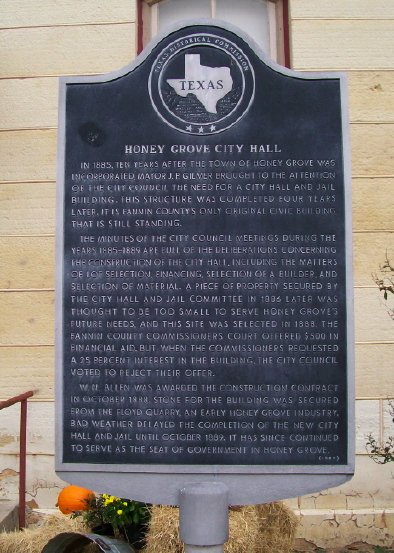 TEXAS HISTORICAL COMMISSION
TEXAS
HONEY GROVE CITY HALL
IN 1885, TEN YEARS AFTER THE TOWN OF HONEY GROVE WAS
INCORPORATED, MAYOR J.P. GILMER BROUGHT TO THE ATTENTION
OF THE CITY COUNCIL THE NEED FOR A CITY HALL AND JAIL
BUILDING. THIS STRUCTURE WAS COMPLETED FOUR YEARS
LATER. IT IS FANNIN COUNTY'S ONLY ORIGINAL CIVIC BUILDING
THAT IS STILL STANDING.
THE MINUTES OF THE CITY COUNCIL MEETINGS DURING THE
YEARS 1885-1889 ARE FULL OF THE DELIBERATIONS CONCERNING
THE CONSTRUCTION OF THE CITY HALL, INCLUDING THE MATTERS
OF LOT SELECTION, FINANCING, SELECTION OF A BUILDER, AND
SELECTION OF MATERIAL. A PIECE OF PROPERTY SECURED BY
THE CITY HALL AND JAIL COMMITTEE IN 1886 LATER WAS
THOUGHT TO BE TOO SMALL TO SERVE HONEY GROVE'S
FUTURE NEEDS, AND THIS SITE WAS SELECTED IN 1888. THE
FANNIN COUNTY COMMISSIONERS COURT OFFERED $500 IN
FINANCIAL AID, BUT WHEN THE COMMISSIONERS REQUESTED
A 25 PERCENT INTEREST IN THE BUILDING, THE CITY COUNCIL
VOTED TO REJECT THEIR OFFER.
W. N. ALLEN WAS AWARDED THE CONSTRUCTION CONTRACT
IN OCTOBER 1888. STONE FOR THE BUILDING WAS SECURED
FROM THE FLOYD QUARRY, AN EARLY HONEY GROVE INDUSTRY.
BAD WEATHER DELAYED THE COMPLETION OF THE NEW CITY
HALL AND JAIL UNTIL OCTOBER 1889. IT HAS SINCE CONTINUED
TO SERVE AS THE SEAT OF GOVERNMENT IN HONEY GROVE.